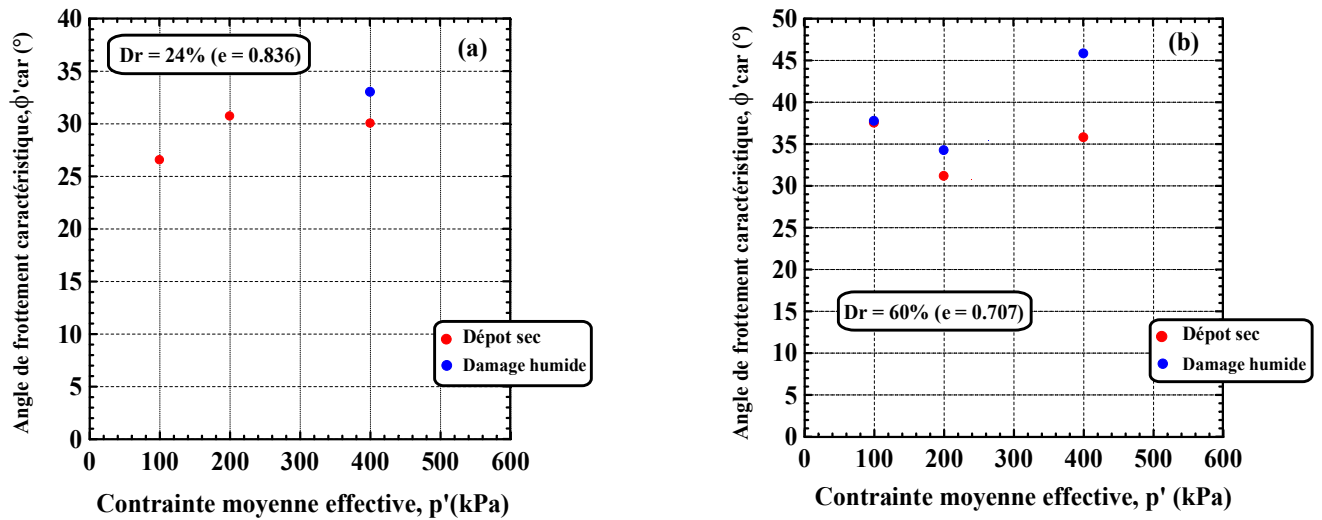 Angle de frottement caractéristique,ϕ'car (°)
40
35
30
25
20
15
10
5
0
Dr = 24% (e = 0.836)
(a)
Dépot sec
Damage humide
0 100 200 300 400 500 600
Contrainte moyenne effective, p'(kPa)
Angle de frottement caractéristique, ϕ'car (°)
50
45
40
35
30
25
20
15
10
5
0
(b)
Dr = 60% (e = 0.707)
Dépot sec
Damage humide
0 100 200 300 400 500 600
Contrainte moyenne effective, p' (kPa)